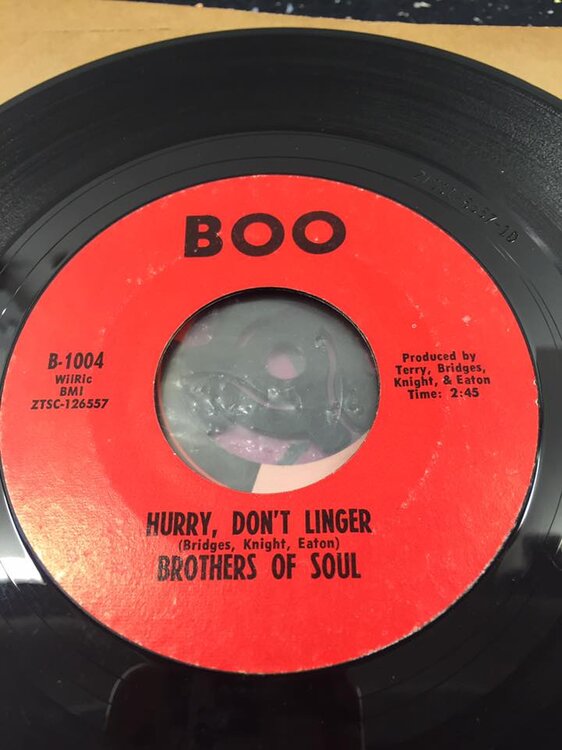 BOO
B-1004
WilRic
BMI
ZTSC-126557
Produced by
Terry, Bridges,
Knight, & Eaton
Time: 2:45
HURRY, DON'T LINGER
(Bridges, Knight, Eaton)
BROTHERS OF SOUL